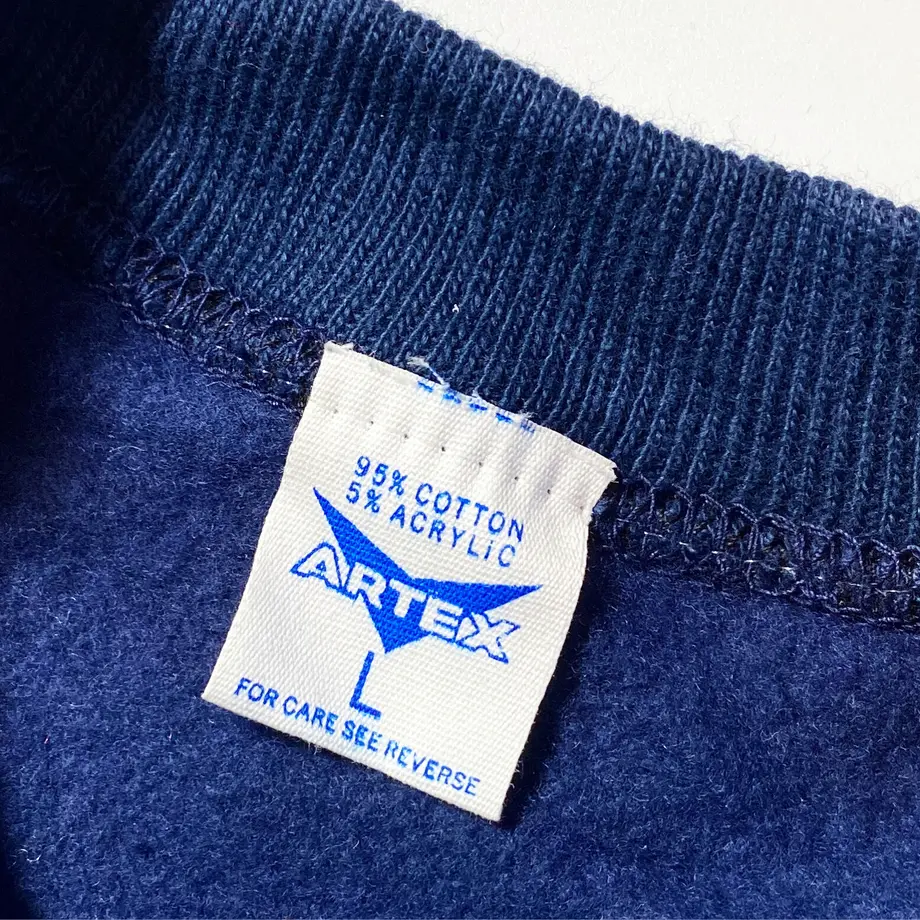 95% COTTON
5% ACRYLIC
ARTEX
L
FOR CARE SEE REVERSE